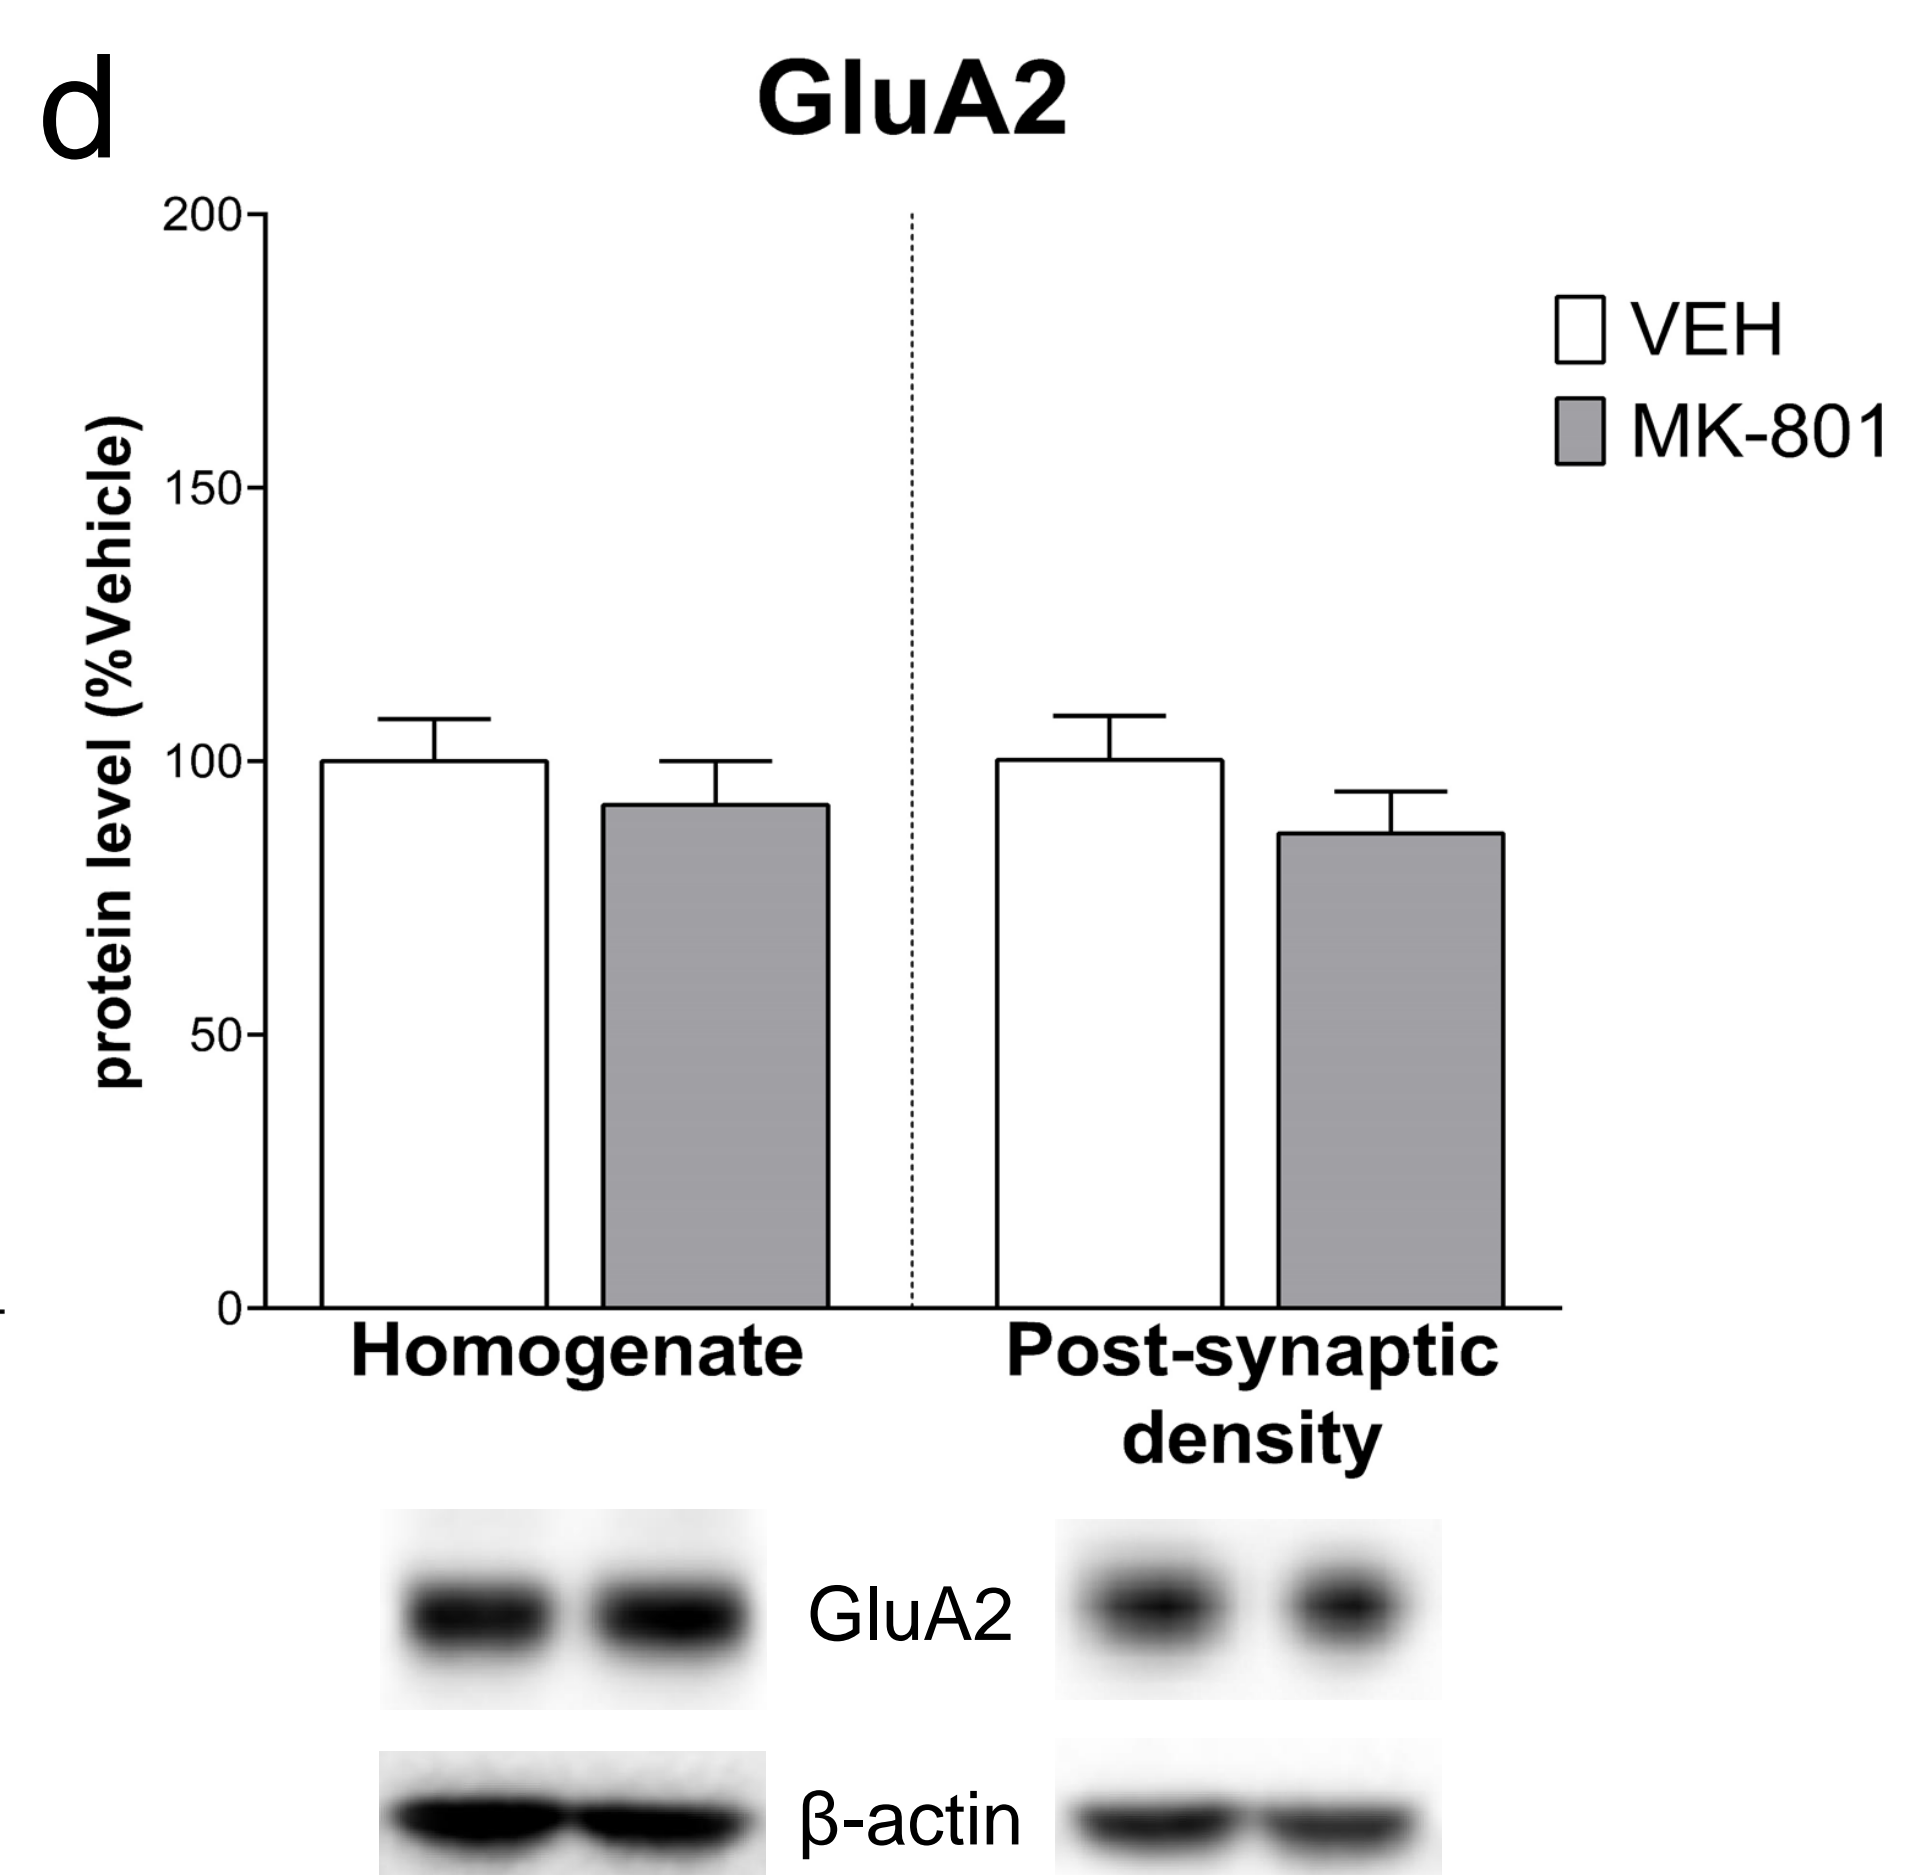 d
GluA2
200
150
100
50
0
protein level (%Vehicle)
VEH
MK-801
Homogenate
Post-synaptic
density
GluA2
β-actin